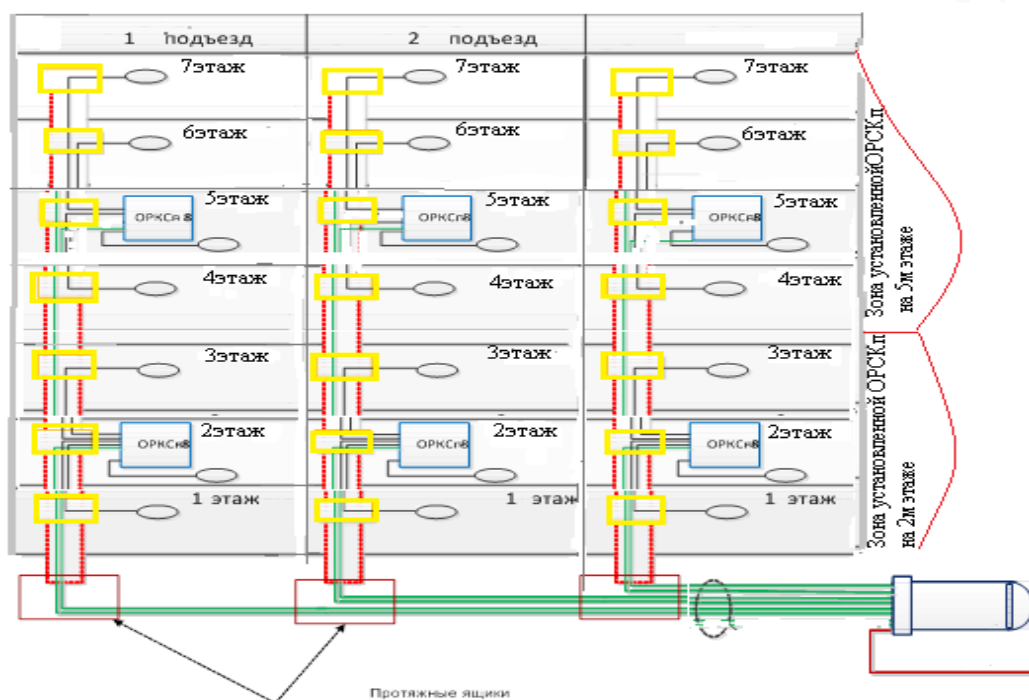 1 подъезд
2 подъезд
7этаж
7этаж
7этаж
6этаж
6этаж
6этаж
5этаж
5этаж
5этаж
ОРКСп8
ОРКСп8
ОРКСп8
4этаж
4этаж
4этаж
3этаж
3этаж
3этаж
2этаж
2этаж
2этаж
ОРКСп8
ОРКСп8
ОРКСп8
1 этаж
1 этаж
1 этаж
Зона установленнойОРСКп
на 5м этаже
Зона установленной ОРСКп
на 2м этаже
Протяжные ящики